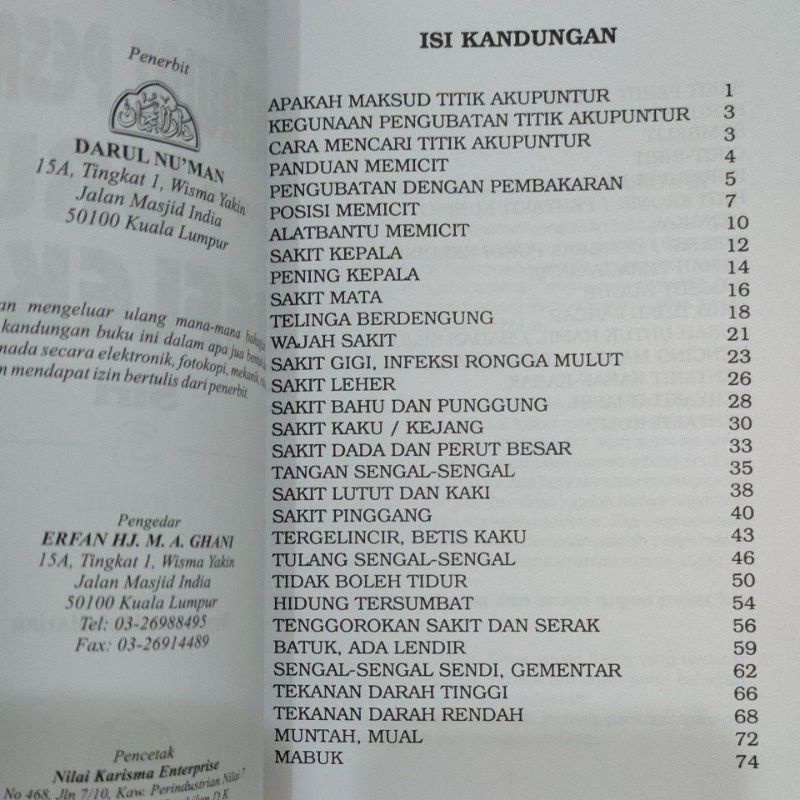 Penerbit
DARUL NU'MAN
15A, Tingkat 1, Wisma Yakin
Jalan Masjid India
50100 Kuala Lumpur
an mengeluar ulang mana-mana
kandungan buku ini dalam apa jua
secara elektronik, fotokopi,
mendapat izin bertulis dari penerbit
Pengedar
ERFAN HJ. M. A. GHANI
15A, Tingkat 1, Wisma Yakin
Jalan Masjid India
50100 Kuala Lumpur
Tel: 03-26988495
Fax: 03-26914489
Pencetak
Nilai Karisma Enterprise
No 468, Jln 7/10, Kaw. Perindustrian Nilai 7
ISI KANDUNGAN
APAKAH MAKSUD TITIK AKUPUNTUR 1
KEGUNAAN PENGUBATAN TITIK AKUPUNTUR 3
CARA MENCARI TITIK AKUPUNTUR 3
PANDUAN MEMICIT 4
PENGUBATAN DENGAN PEMBAKARAN 5
POSISI MEMICIT 7
ALATBANTU MEMICIT 10
SAKIT KEPALA 12
PENING KEPALA 14
SAKIT MATA 16
TELINGA BERDENGUNG 18
WAJAH SAKIT 21
SAKIT GIGI, INFEKSI RONGGA MULUT 23
SAKIT LEHER 26
SAKIT BAHU DAN PUNGGUNG 28
SAKIT KAKU / KEJANG 30
SAKIT DADA DAN PERUT BESAR 33
TANGAN SENGAL-SENGAL 35
SAKIT LUTUT DAN KAKI 38
SAKIT PINGGANG 40
TERGELINCIR, BETIS KAKU 43
TULANG SENGAL-SENGAL 46
TIDAK BOLEH TIDUR 50
HIDUNG TERSUMBAT 54
TENGGOROKAN SAKIT DAN SERAK 56
BATUK, ADA LENDIR 59
SENGAL-SENGAL SENDI, GEMENTAR 62
TEKANAN DARAH TINGGI 66
TEKANAN DARAH RENDAH 68
MUNTAH, MUAL 72
MABUK 74